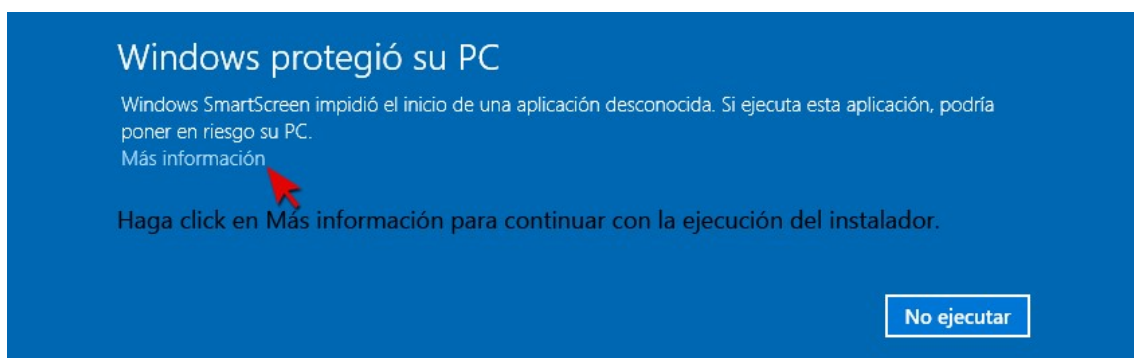 Windows protegió su PC
Windows SmartScreen impidió el inicio de una aplicación desconocida. Si ejecuta esta aplicación, podría
poner en riesgo su PC.
Más información
Haga click en Más información para continuar con la ejecución del instalador.
No ejecutar